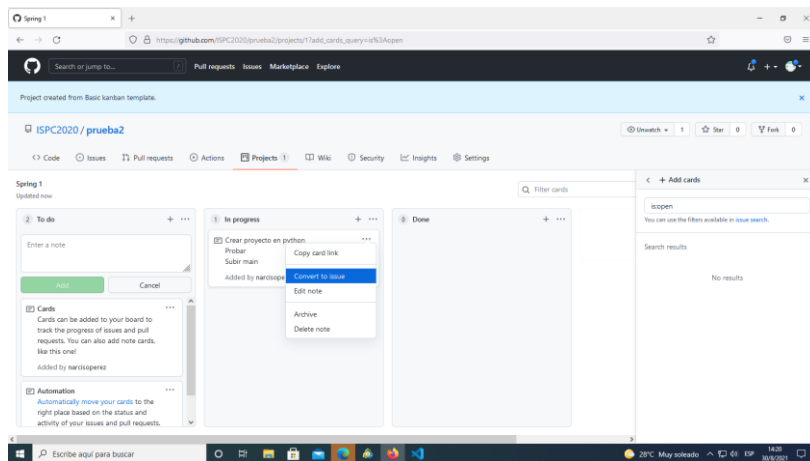 Spring 1
https://github.com/ISPC2020/prueba2/projects/1?add_cards_query=is%3Aopen
Search or jump to...
/
Pull requests Issues Marketplace Explore
Project created from Basic kanban template.
ISPC2020 / prueba2
Unwatch 1
Star 0
Fork 0
Code
Issues
Pull requests
Actions
Projects 1
Wiki
Security
Insights
Settings
Spring 1
Updated now
Filter cards
2 To do
Enter a note
Add
Cancel
Cards
Cards can be added to your board to
track the progress of issues and pull
requests. You can also add note cards,
like this one!
Added by narcisoperez
Automation
Automatically move your cards to the
right place based on the status and
activity of your issues and pull requests.
1 In progress
Crear proyecto en python
Probar
Subir main
Added by narcisope
Copy card link
Convert to issue
Edit note
Archive
Delete note
0 Done
+ Add cards
is:open
You can use the filters available in issue search.
Search results
No results
Escribe aquí para buscar
28°C Muy soleado
ESP
14:20
30/8/2021